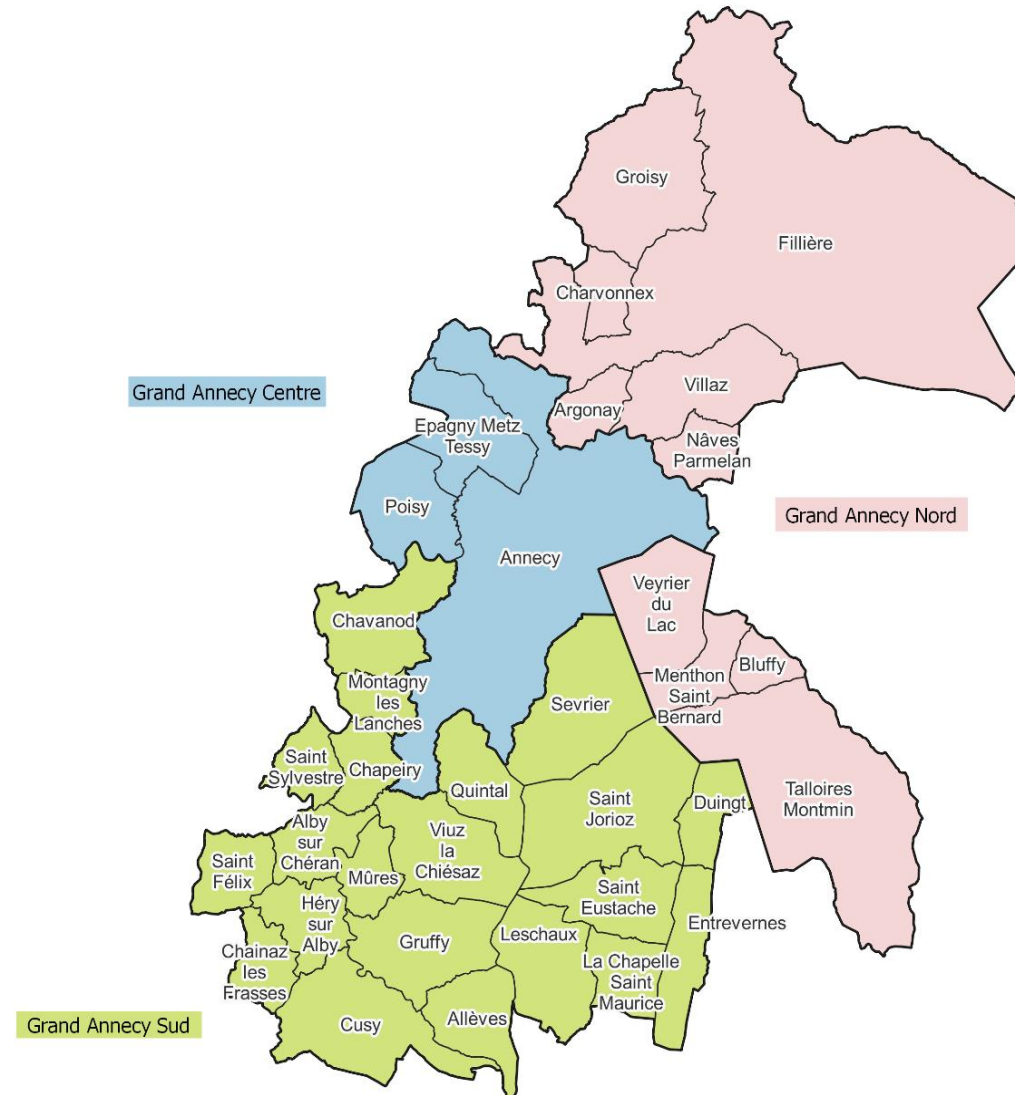 Groisy
Fillière
Charvonnex
Grand Annecy Centre
Villaz
Argonay
Epagny Metz
Tessy
Nâves
Parmelan
Poisy
Grand Annecy Nord
Annecy
Veyrier
du
Lac
Chavanod
Bluffy
Menthon
Saint
Bernard
Montagny
les
Lanches
Sevrier
Saint
Sylvestre
Chapeiry
Quintal
Saint
Jorioz
Duingt
Talloires
Montmin
Alby
sur
Chéran
Viuz
la
Chiésaz
Saint
Félix
Mûres
Saint
Eustache
Héry
sur
Alby
Entrevernes
Gruffy
Leschaux
Chainaz
les
Frasses
La Chapelle
Saint
Maurice
Grand Annecy Sud
Cusy
Allèves